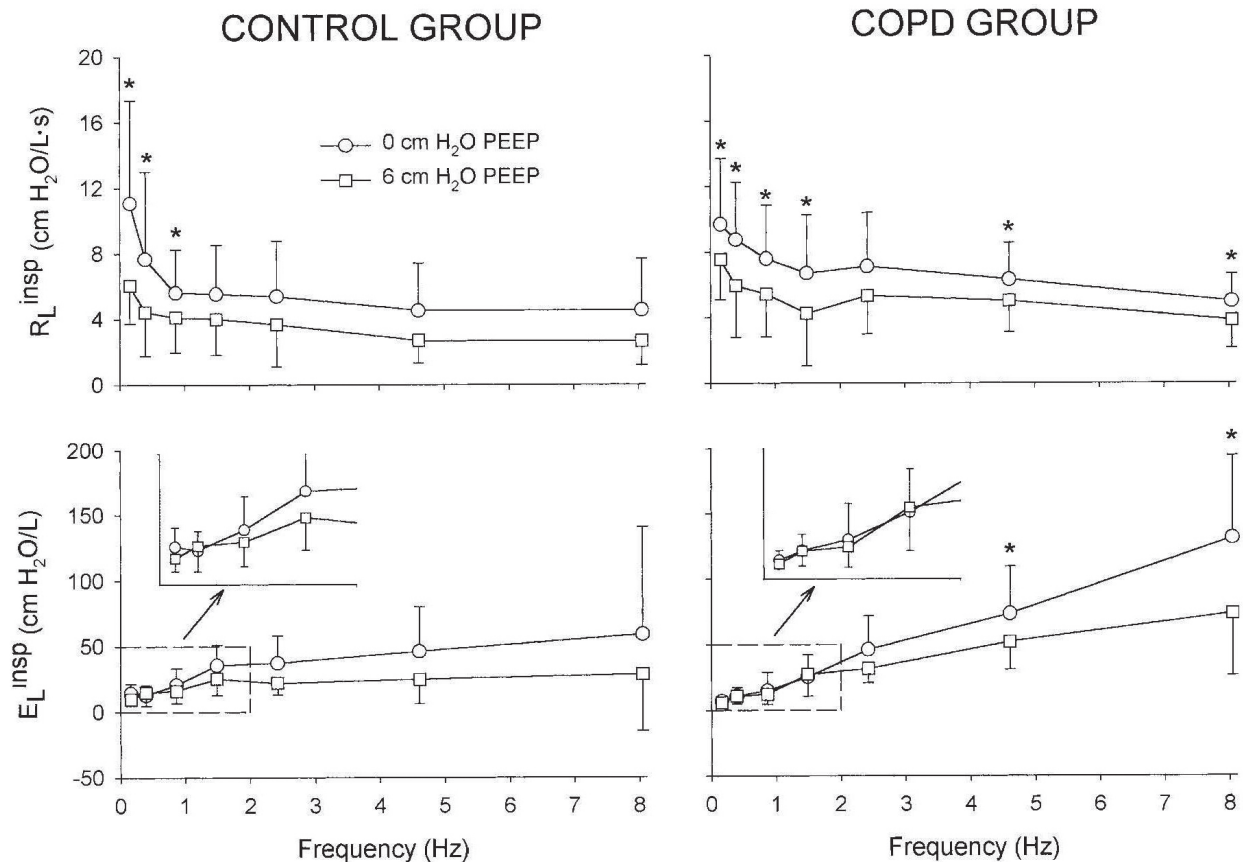 CONTROL GROUP
COPD GROUP
20
16
12
8
4
0
R_L^insp (cm H₂O/L·s)
* * *
0 cm H₂O PEEP
6 cm H₂O PEEP
* * * * * *
200
150
100
50
0
-50
E_L^insp (cm H₂O/L)
* *
0 1 2 3 4 5 6 7 8
0 1 2 3 4 5 6 7 8
Frequency (Hz)
Frequency (Hz)